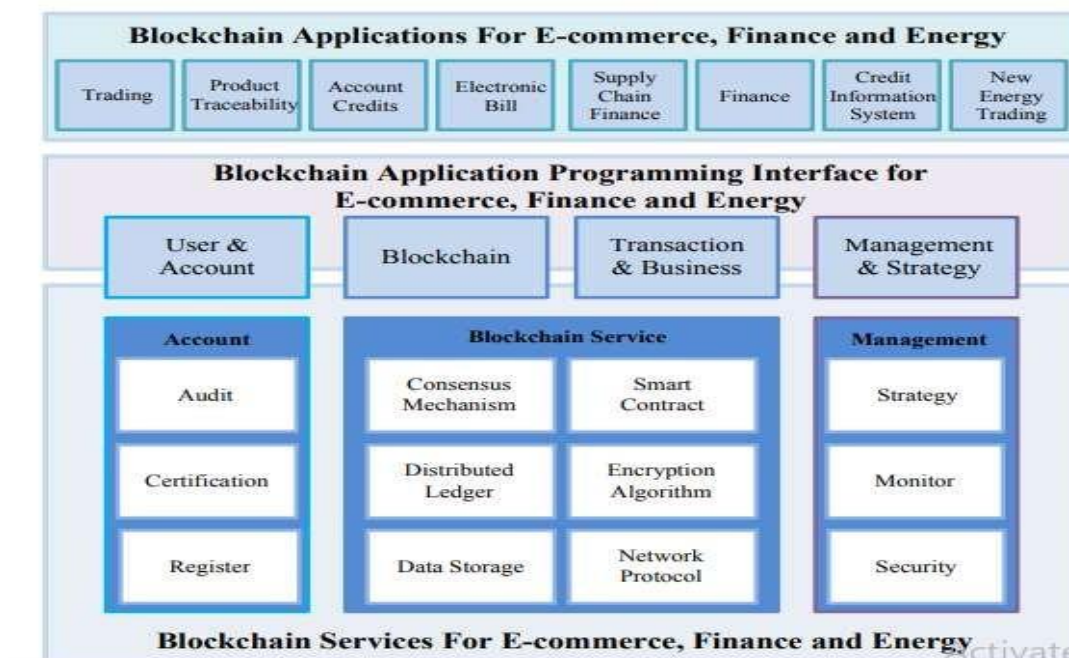 Blockchain Applications For E-commerce, Finance and Energy
Trading
Product
Traceability
Account
Credits
Electronic
Bill
Supply
Chain
Finance
Finance
Credit
Information
System
New
Energy
Trading
Blockchain Application Programming Interface for
E-commerce, Finance and Energy
User &
Account
Blockchain
Transaction
& Business
Management
& Strategy
Account
Audit
Certification
Register
Blockchain Service
Consensus
Mechanism
Smart
Contract
Distributed
Ledger
Encryption
Algorithm
Data Storage
Network
Protocol
Management
Strategy
Monitor
Security
Blockchain Services For E-commerce, Finance and Energy
Activate